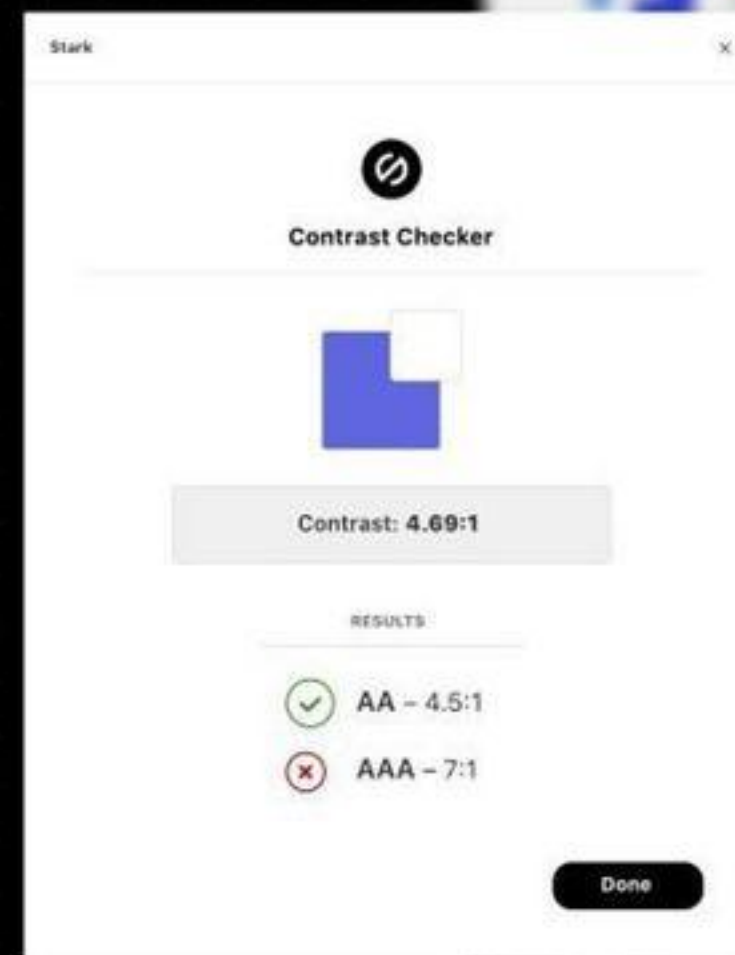 Stark
Contrast Checker
Contrast: 4.69:1
RESULTS
AA – 4.5:1
AAA – 7:1
Done